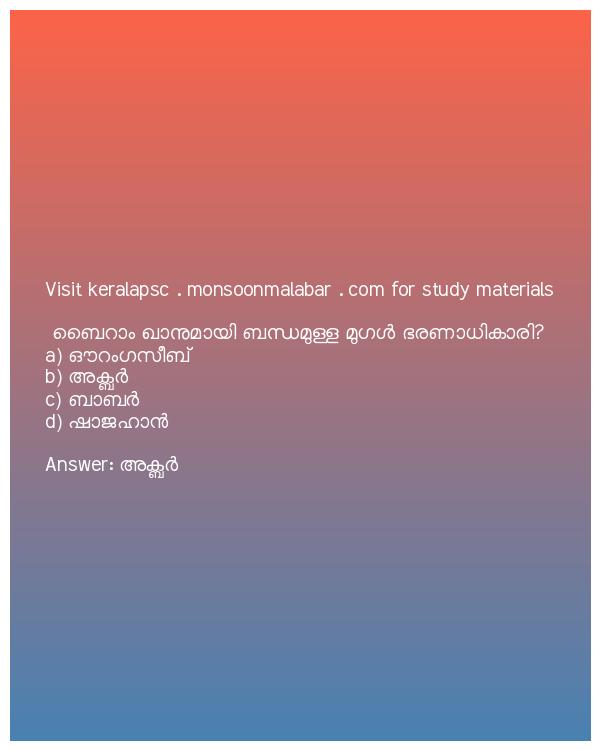 Visit keralapsc . monsoonmalabar . com for study materials
ബൈറാം ഖാനുമായി ബന്ധമുള്ള മുഗൾ ഭരണാധികാരി?
a) ഔറംഗസീബ്
b) അക്ബർ
c) ബാബർ
d) ഷാജഹാൻ
Answer: അക്ബർ